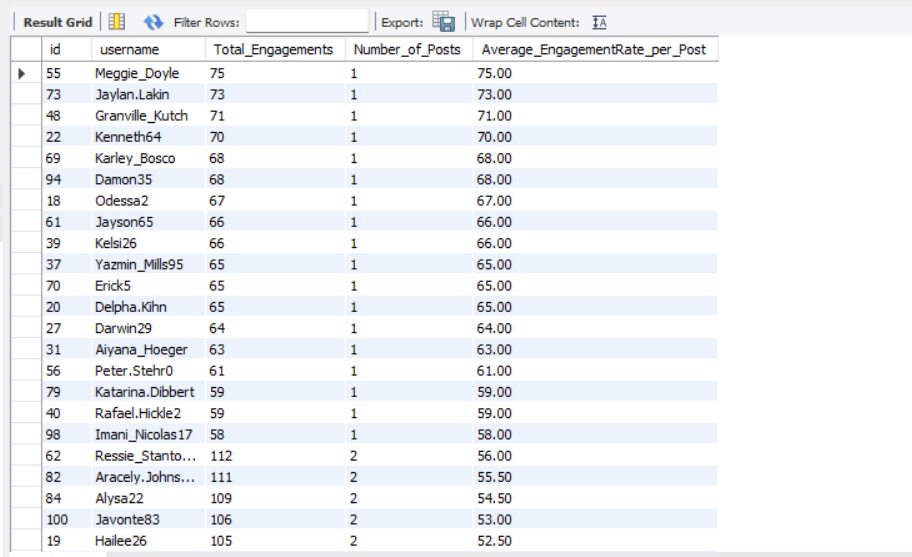 Result Grid Filter Rows: Export: Wrap Cell Content: IA
id username Total_Engagements Number_of_Posts Average_EngagementRate_per_Post
55 Meggie_Doyle 75 1 75.00
73 Jaylan.Lakin 73 1 73.00
48 Granville_Kutch 71 1 71.00
22 Kenneth64 70 1 70.00
69 Karley_Bosco 68 1 68.00
94 Damon35 68 1 68.00
18 Odessa2 67 1 67.00
61 Jayson65 66 1 66.00
39 Kelsi26 66 1 66.00
37 Yazmin_Mills95 65 1 65.00
70 Erick5 65 1 65.00
20 Delpha.Kihn 65 1 65.00
27 Darwin29 64 1 64.00
31 Aiyana_Hoeger 63 1 63.00
56 Peter.Stehr0 61 1 61.00
79 Katarina.Dibbert 59 1 59.00
40 Rafael.Hickle2 59 1 59.00
98 Imani_Nicolas17 58 1 58.00
62 Ressie_Stanto... 112 2 56.00
82 Aracely.Johns... 111 2 55.50
84 Alysa22 109 2 54.50
100 Javonte83 106 2 53.00
19 Hailee26 105 2 52.50